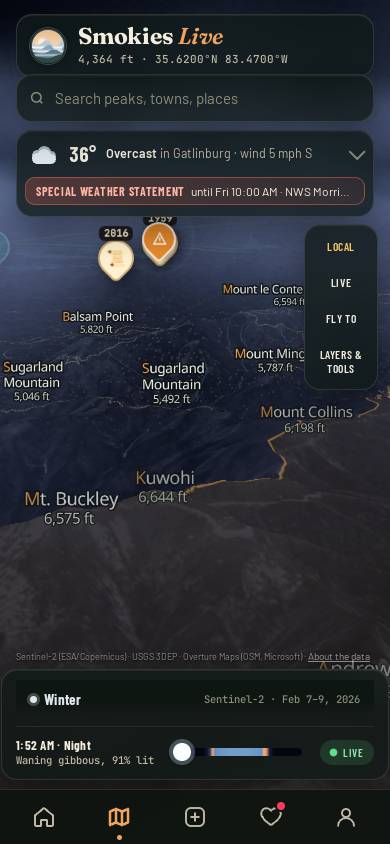 Smokies Live
4,364 ft · 35.6200°N 83.4700°W
Search peaks, towns, places
36° Overcast in Gatlinburg · wind 5 mph S
SPECIAL WEATHER STATEMENT until Fri 10:00 AM · NWS Morri...
1959
2016
LOCAL
LIVE
FLY TO
LAYERS & TOOLS
Mount le Conte
6,594 ft
Balsam Point
5,820 ft
Mount Ming
5,787 ft
Sugarland
Mountain
5,046 ft
Sugarland
Mountain
5,492 ft
Mount Collins
6,198 ft
Kuwohi
6,644 ft
Mt. Buckley
6,575 ft
Sentinel-2 (ESA/Copernicus) · USGS 3DEP · Overture Maps (OSM, Microsoft) · About the data
Andrew
Winter
Sentinel-2 · Feb 7–9, 2026
1:52 AM · Night
Waning gibbous, 91% lit
LIVE